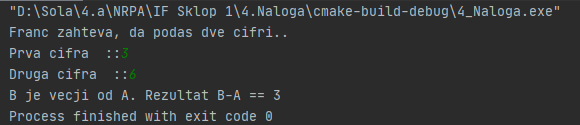 "D:\Sola\4.a\NRPA\IF Sklop 1\4.Naloga\cmake-build-debug\4_Naloga.exe"
Franc zahteva, da podas dve cifri..
Prva cifra  ::3
Druga cifra  ::6
B je vecji od A. Rezultat B-A == 3
Process finished with exit code 0